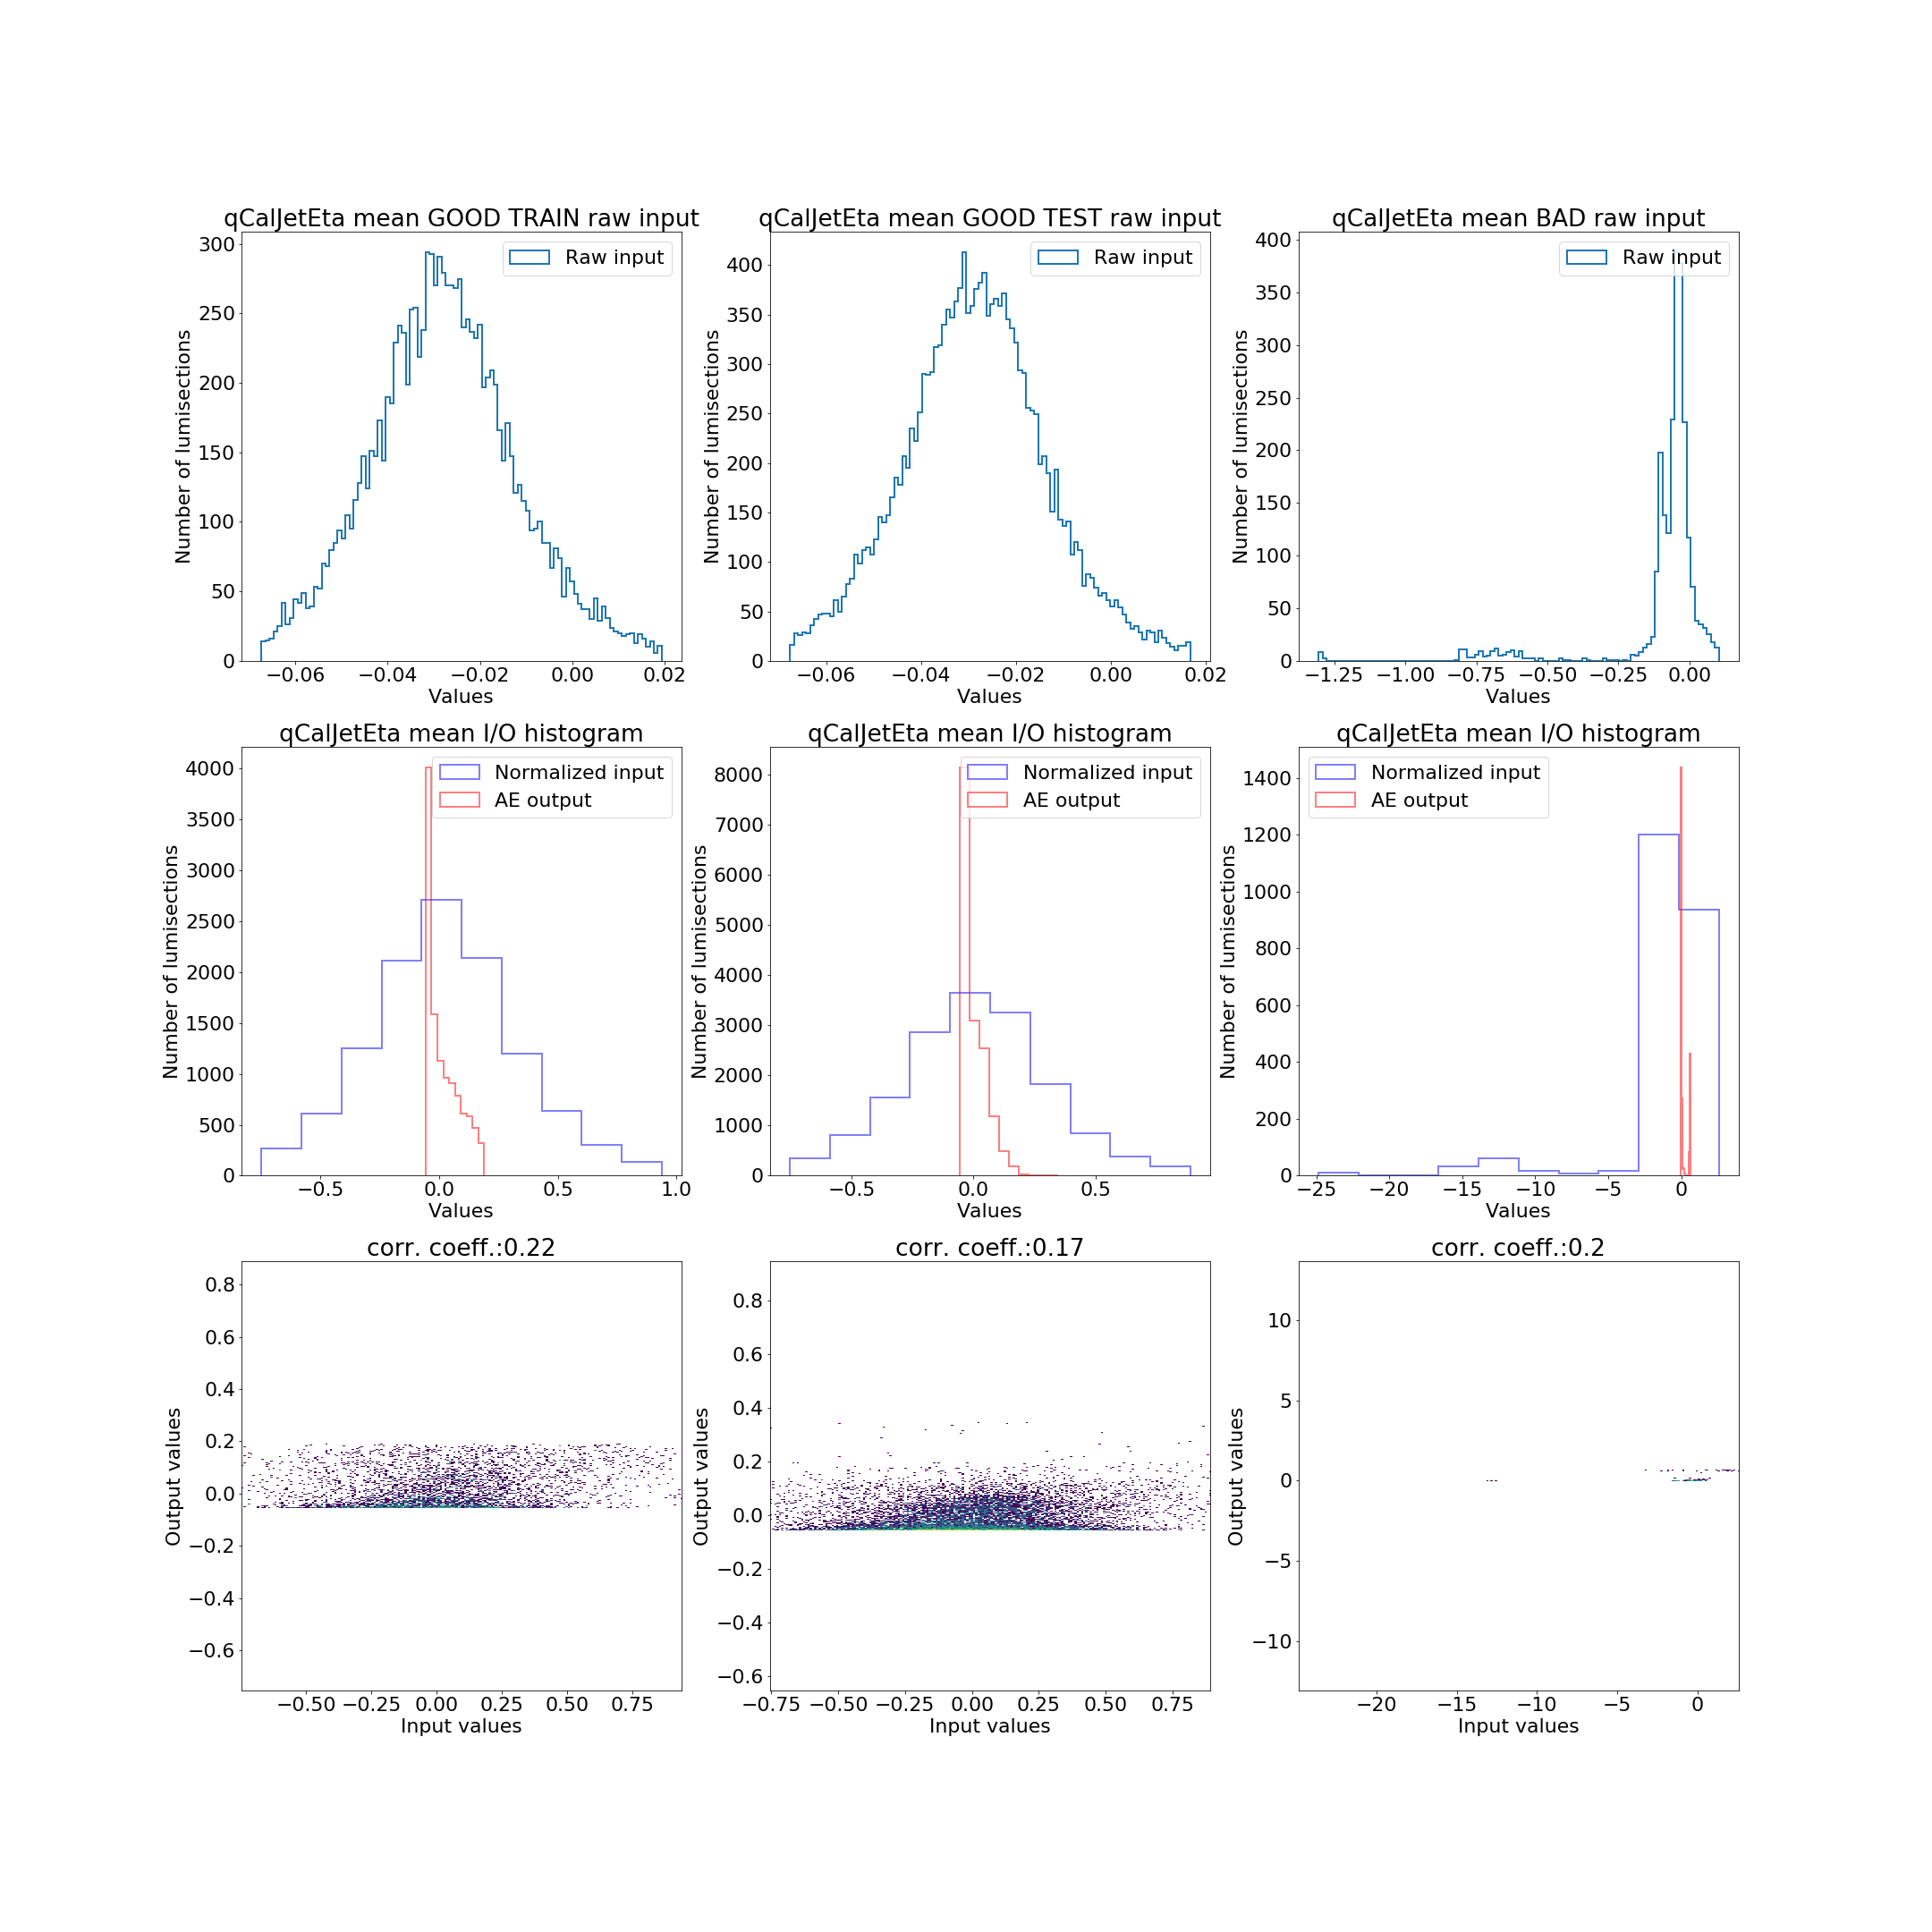 qCalJetEta mean GOOD TRAIN raw input
Raw input
300
250
200
150
100
50
0
−0.06 −0.04 −0.02 0.00 0.02
Values
Number of lumisections
qCalJetEta mean GOOD TEST raw input
Raw input
400
350
300
250
200
150
100
50
0
−0.06 −0.04 −0.02 0.00 0.02
Values
Number of lumisections
qCalJetEta mean BAD raw input
Raw input
400
350
300
250
200
150
100
50
0
−1.25 −1.00 −0.75 −0.50 −0.25 0.00
Values
Number of lumisections
qCalJetEta mean I/O histogram
Normalized input
AE output
4000
3500
3000
2500
2000
1500
1000
500
0
−0.5 0.0 0.5 1.0
Values
Number of lumisections
qCalJetEta mean I/O histogram
Normalized input
AE output
8000
7000
6000
5000
4000
3000
2000
1000
0
−0.5 0.0 0.5
Values
Number of lumisections
qCalJetEta mean I/O histogram
Normalized input
AE output
1400
1200
1000
800
600
400
200
0
−25 −20 −15 −10 −5 0
Values
Number of lumisections
corr. coeff.:0.22
0.8
0.6
0.4
0.2
0.0
−0.2
−0.4
−0.6
−0.50 −0.25 0.00 0.25 0.50 0.75
Input values
Output values
corr. coeff.:0.17
0.8
0.6
0.4
0.2
0.0
−0.2
−0.4
−0.6
−0.75 −0.50 −0.25 0.00 0.25 0.50 0.75
Input values
Output values
corr. coeff.:0.2
10
5
0
−5
−10
−20 −15 −10 −5 0
Input values
Output values